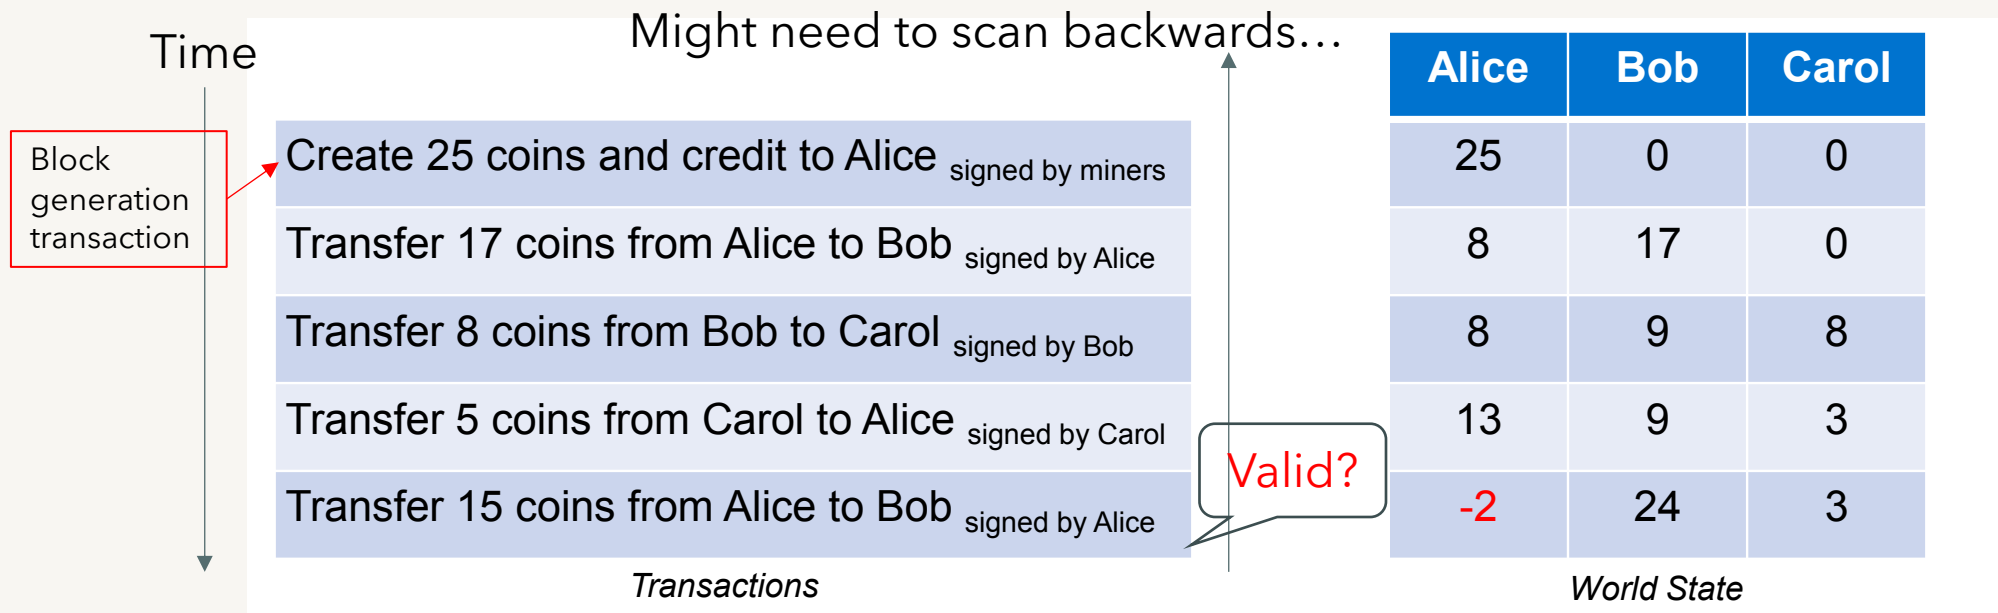 Might need to scan backwards…
Time
Block
generation
transaction
Create 25 coins and credit to Alice signed by miners
Transfer 17 coins from Alice to Bob signed by Alice
Transfer 8 coins from Bob to Carol signed by Bob
Transfer 5 coins from Carol to Alice signed by Carol
Transfer 15 coins from Alice to Bob signed by Alice
Valid?
Transactions
Alice Bob Carol
25 0 0
8 17 0
8 9 8
13 9 3
-2 24 3
World State